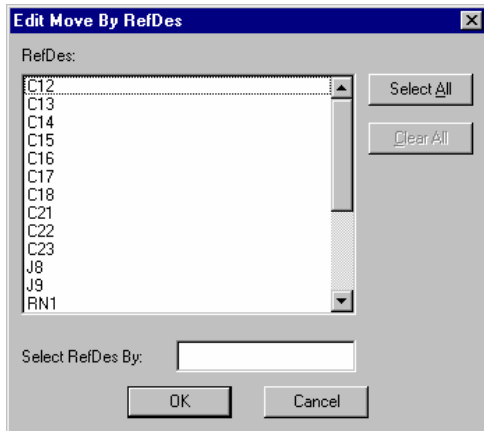 Edit Move By RefDes
RefDes:
C12
C13
C14
C15
C16
C17
C18
C21
C22
C23
J8
J9
RN1
Select All
Clear All
Select RefDes By:
OK
Cancel